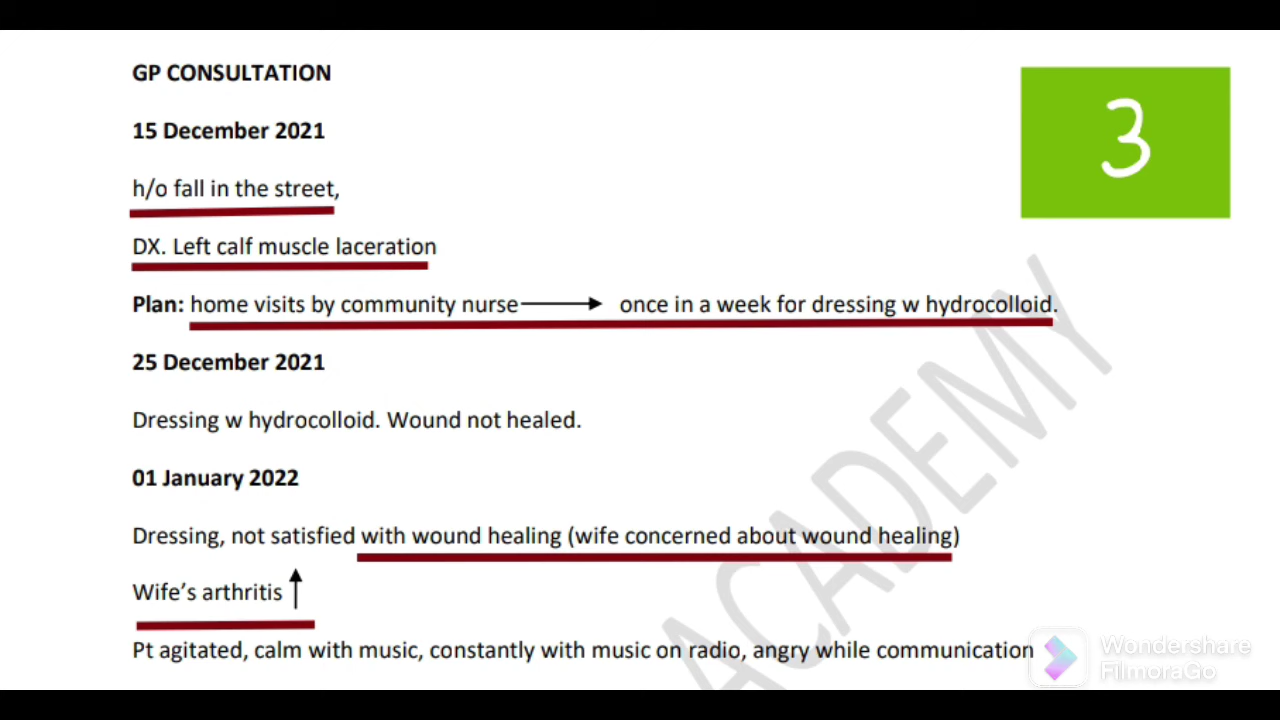 GP CONSULTATION
3
15 December 2021
h/o fall in the street,
DX. Left calf muscle laceration
Plan: home visits by community nurse → once in a week for dressing w hydrocolloid.
25 December 2021
Dressing w hydrocolloid. Wound not healed.
01 January 2022
Dressing, not satisfied with wound healing (wife concerned about wound healing)
Wife's arthritis ↑
Pt agitated, calm with music, constantly with music on radio, angry while communication
ACADEMY
Wondershare
FilmoraGo